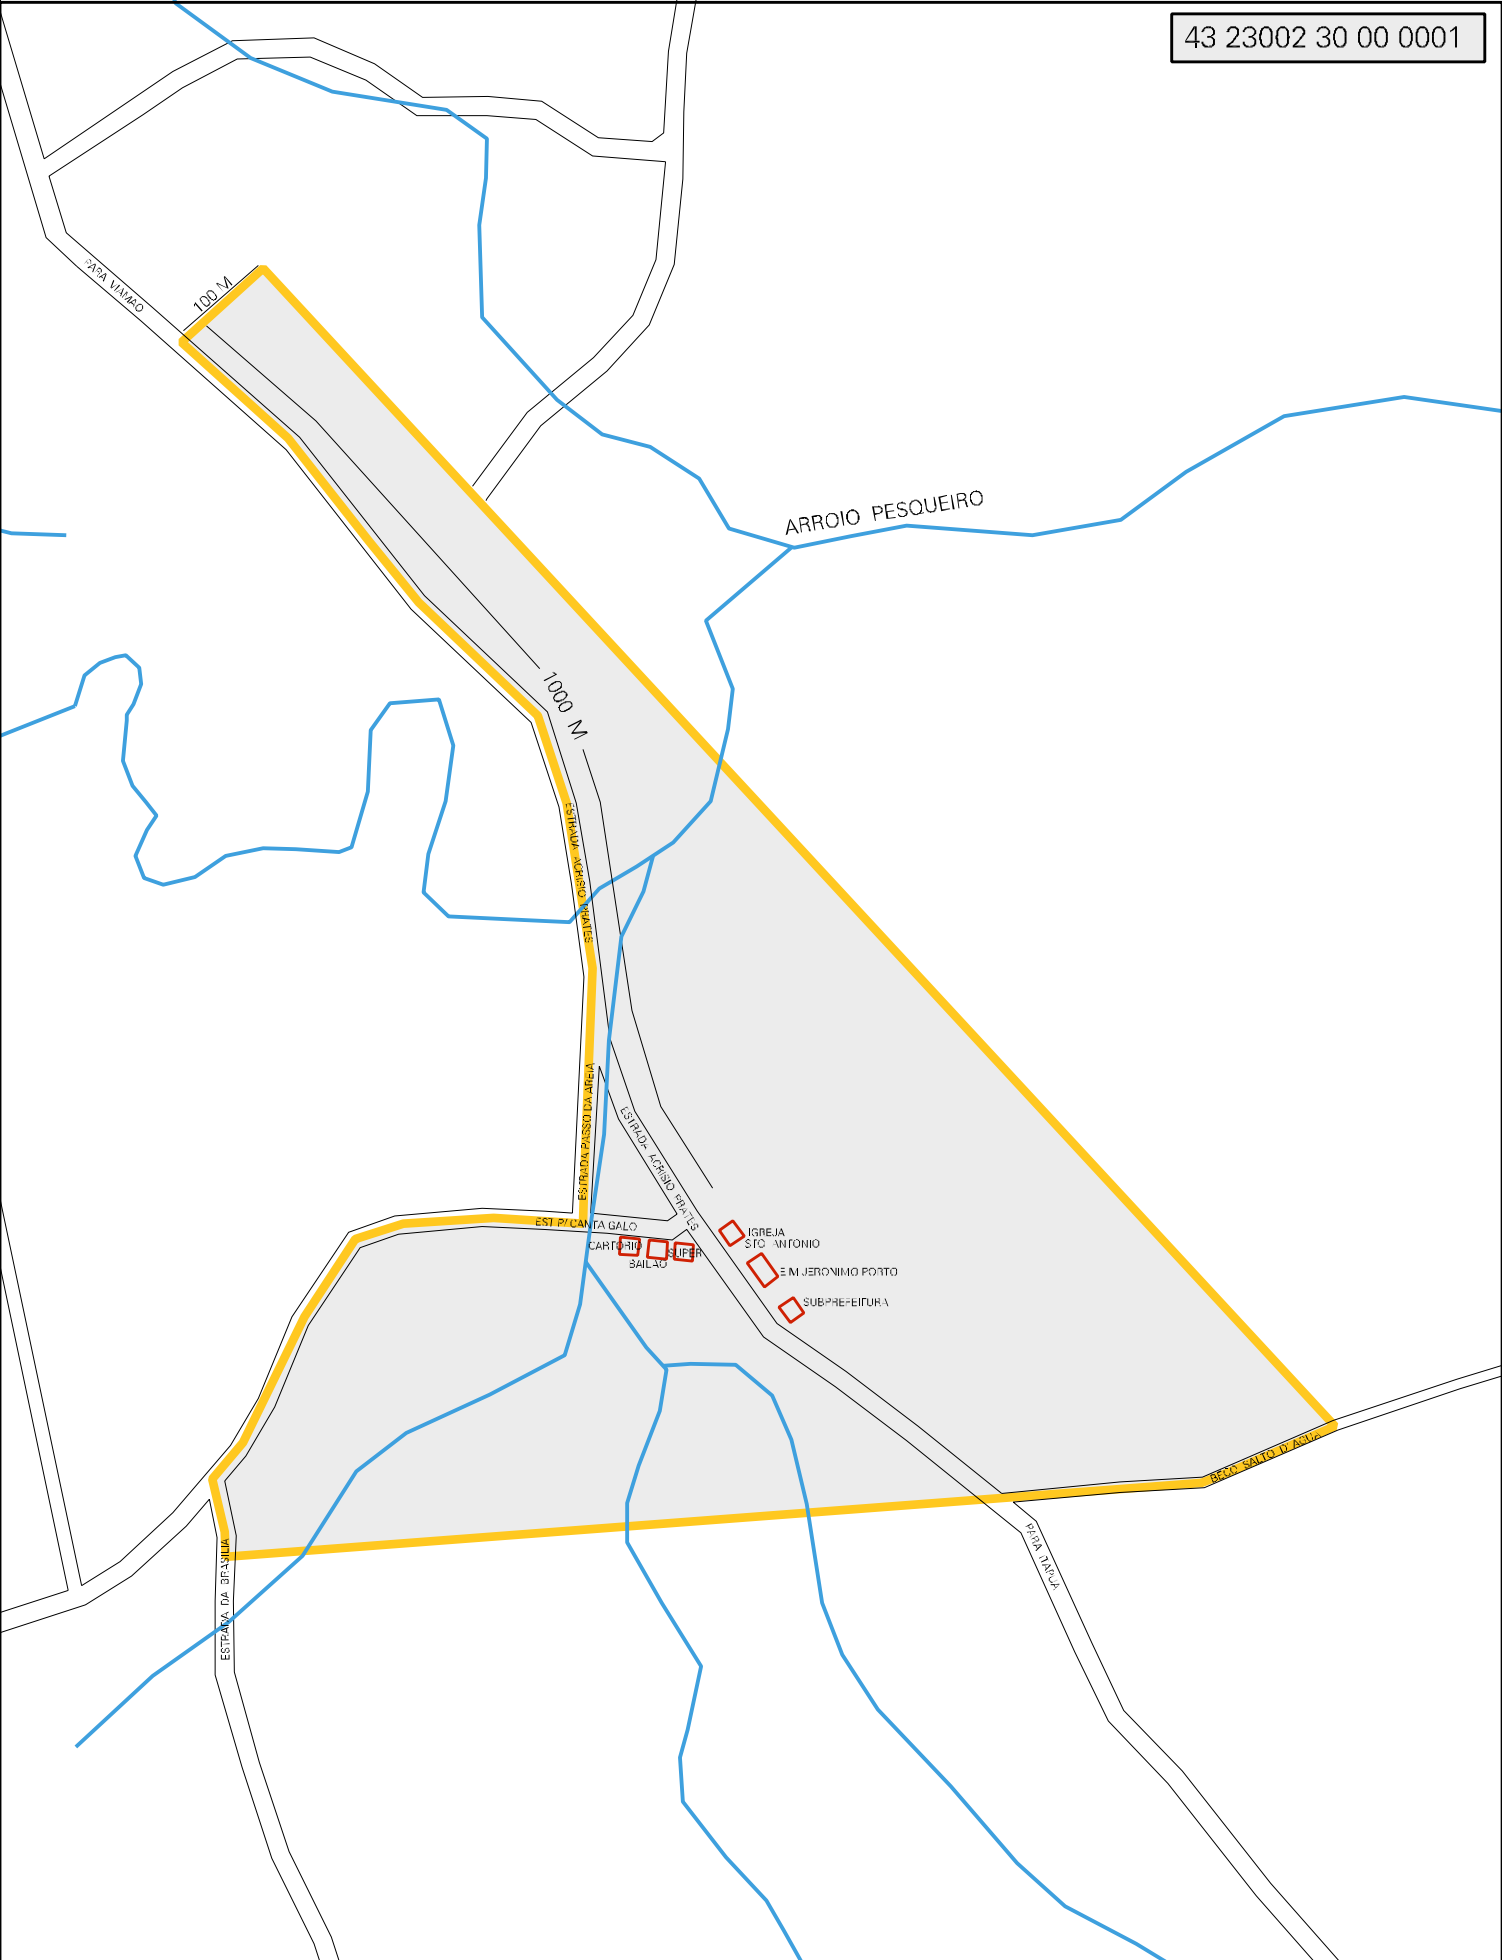 43 23002 30 00 0001
PARA VIAMAO
100 M
ARROIO PESQUEIRO
1000 M
ESTRADA ACRISIO PRATES
ESTRADA PASSO DA AREIA
ESTRADA ACRISIO PRATES
EST P/ CANTA GALO
CARTORIO
BAILAO
SUPER
IGREJA
STO ANTONIO
E M JERONIMO PORTO
SUBPREFEITURA
BECO SALTO D'AGUA
PARA ITAPUA
ESTRADA DA BRASILIA